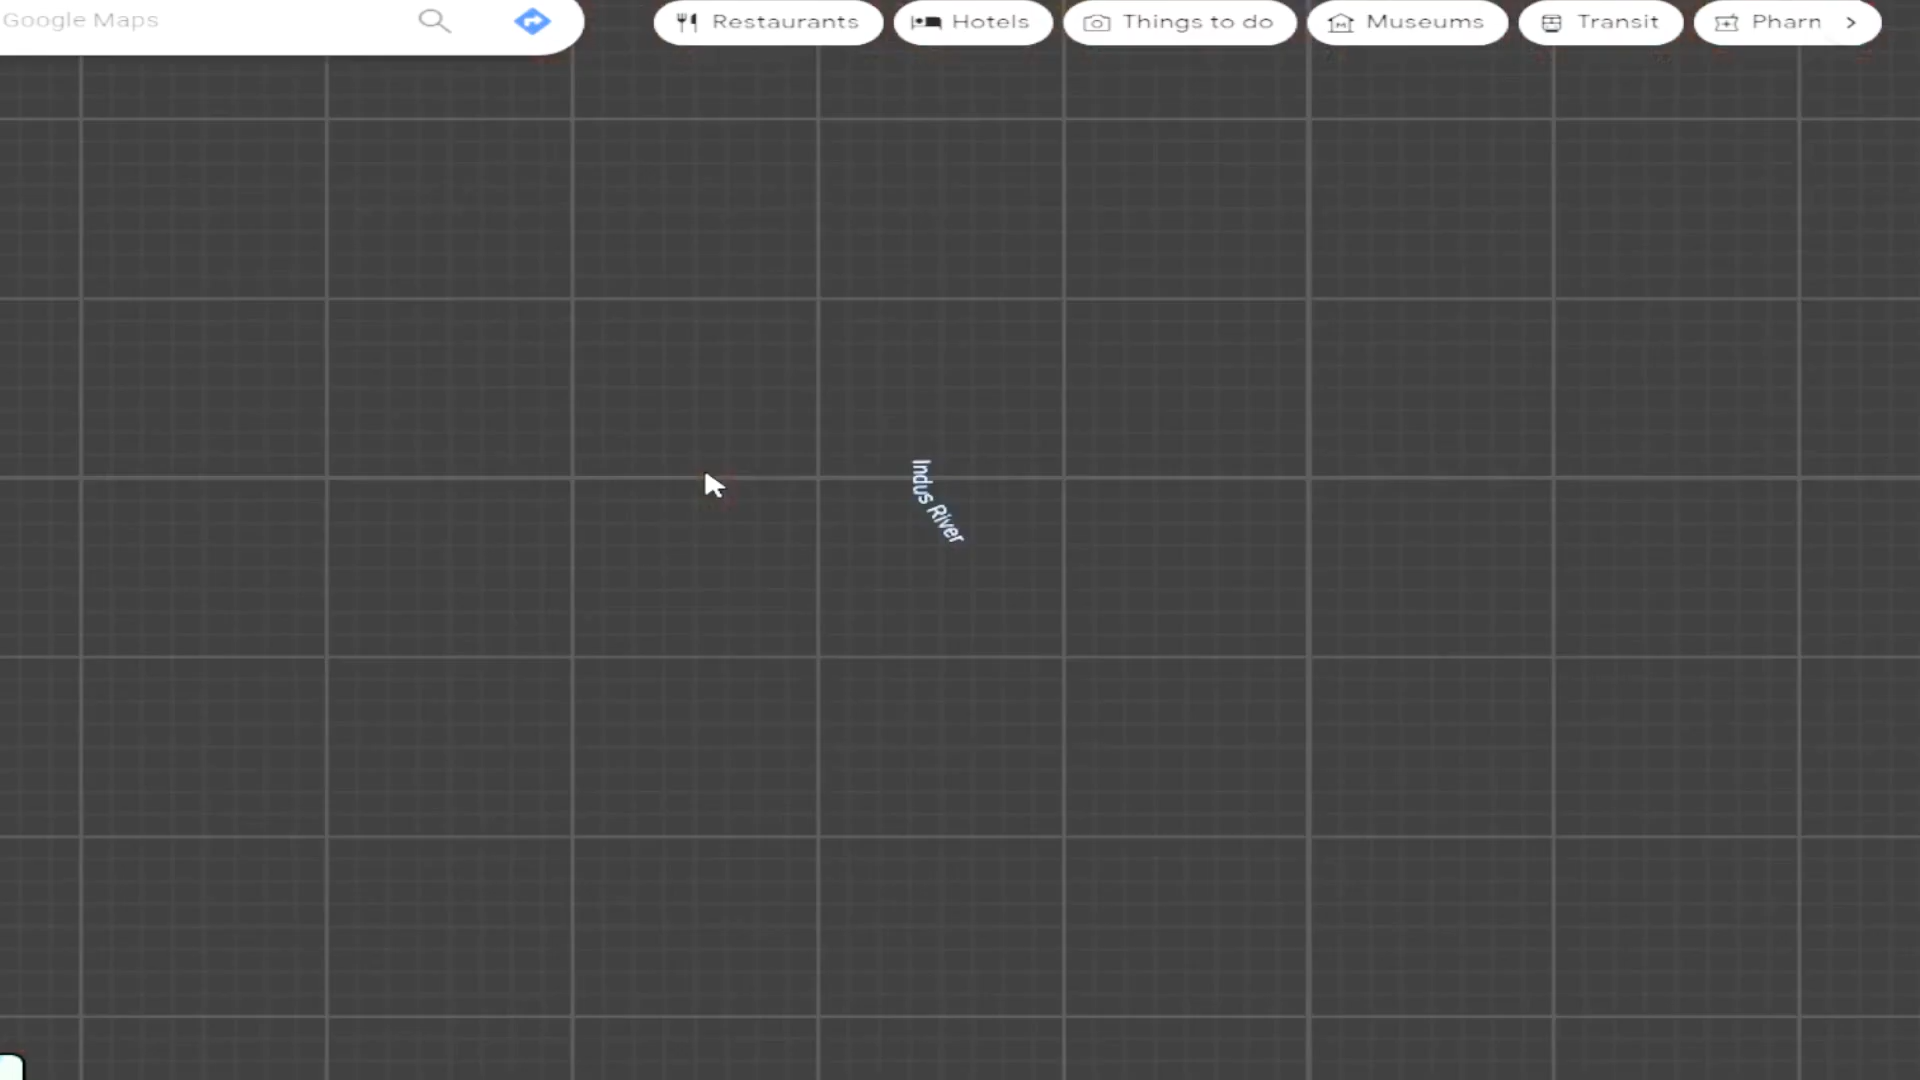 Google Maps
Restaurants
Hotels
Things to do
Museums
Transit
Pharn
Indus River